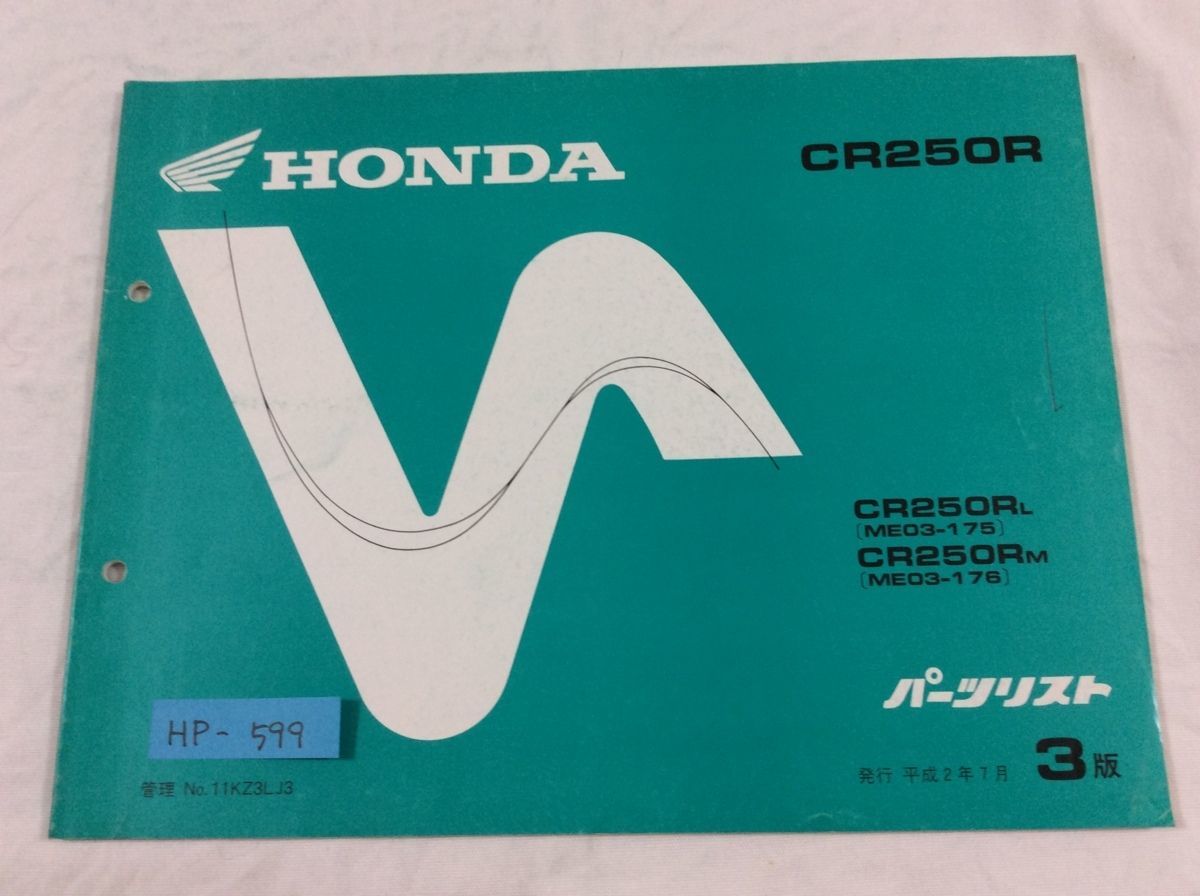 HONDA
CR250R
CR250RL
[ME03-175]
CR250RM
[ME03-176]
パーツリスト
HP-599
管理 No.11KZ3LJ3
発行 平成2年7月 3版